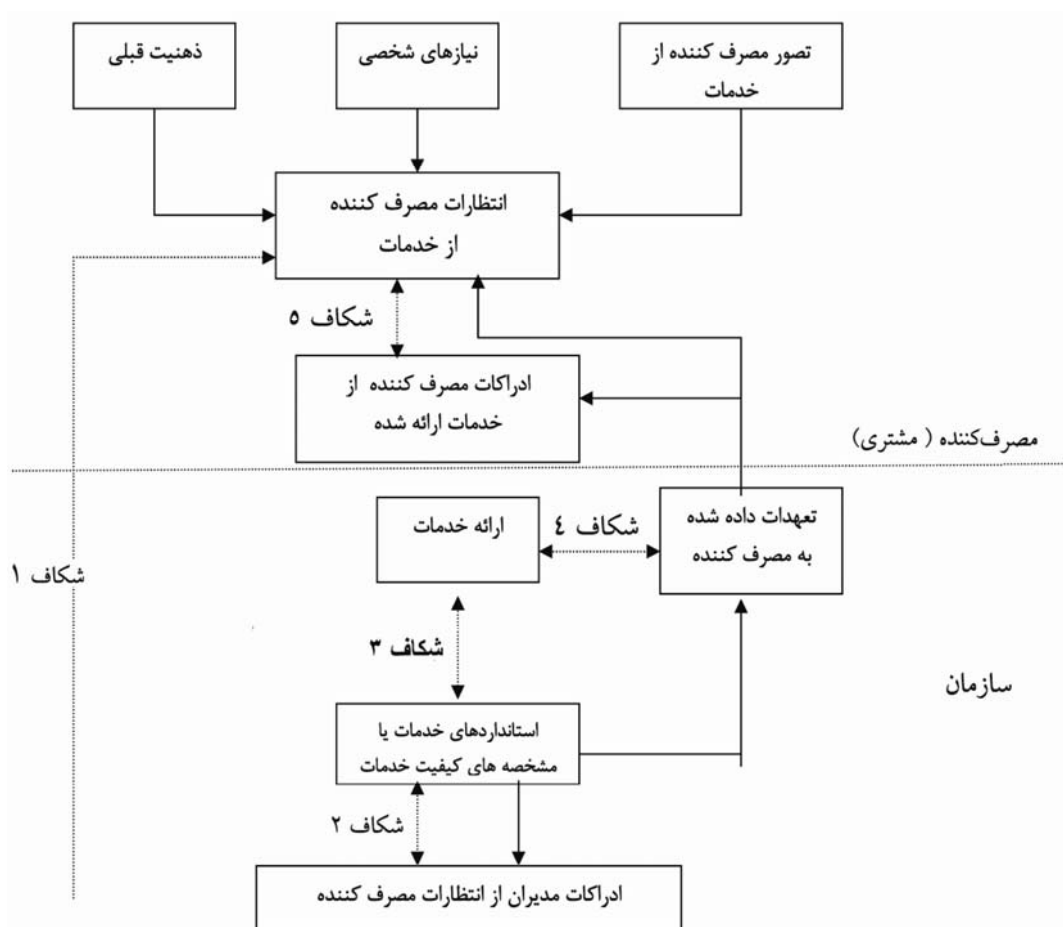 تصور مصرف کننده از
خدمات
نیازهای شخصی
ذهنیت قبلی
انتظارات مصرف کننده
از خدمات
شکاف ۵
ادراکات مصرف کننده از
خدمات ارائه شده
مصرف‌کننده ( مشتری)
تعهدات داده شده
به مصرف کننده
شکاف ٤
ارائه خدمات
شکاف ۱
شکاف ۳
سازمان
استانداردهای خدمات یا
مشخصه های کیفیت خدمات
شکاف ۲
ادراکات مدیران از انتظارات مصرف کننده